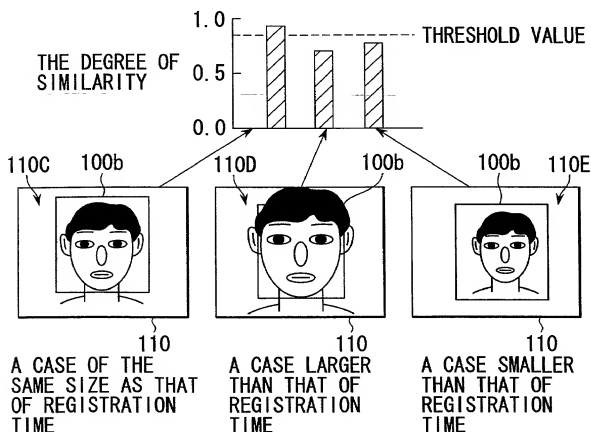 1.0
THRESHOLD VALUE
THE DEGREE OF
SIMILARITY
0.5
0.0
110C
100b
110D
100b
100b
110E
110
110
110
A CASE OF THE
SAME SIZE AS THAT
OF REGISTRATION
TIME
A CASE LARGER
THAN THAT OF
REGISTRATION
TIME
A CASE SMALLER
THAN THAT OF
REGISTRATION
TIME